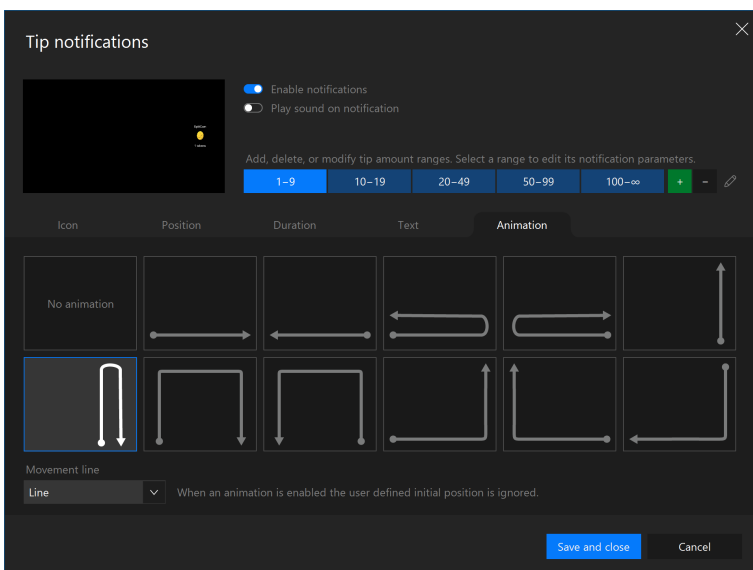 Tip notifications
Enable notifications
Play sound on notification
Add, delete, or modify tip amount ranges. Select a range to edit its notification parameters.
1–9 10–19 20–49 50–99 100–∞ + −
Icon Position Duration Text Animation
No animation
Movement line
Line When an animation is enabled the user defined initial position is ignored.
Save and close Cancel